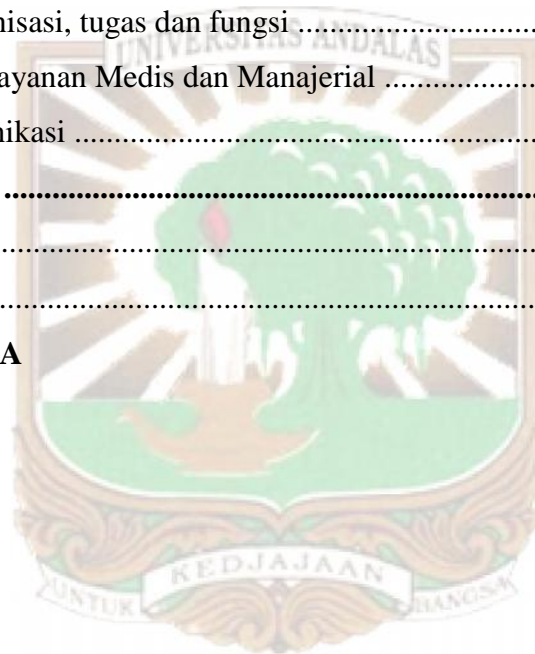 nisasi, tugas dan fungsi ..............................
ayanan Medis dan Manajerial ....................
nikasi ................................................................
................................................................
................................................................
................................................................
A
UNIVERSITAS ANDALAS
KEDJAJAAN
UNTUK BANGSA